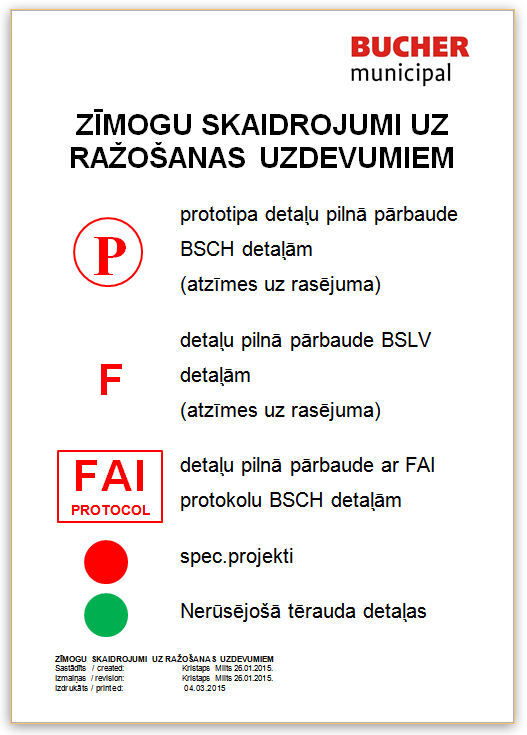 BUCHER
municipal
ZĪMOGU SKAIDROJUMI UZ
RAŽOŠANAS UZDEVUMIEM
P
prototipa detaļu pilnā pārbaude
BSCH detaļām
(atzīmes uz rasējuma)
F
detaļu pilnā pārbaude BSLV
detaļām
(atzīmes uz rasējuma)
FAI
PROTOCOL
detaļu pilnā pārbaude ar FAI
protokolu BSCH detaļām
spec.projekti
Nerūsējošā tērauda detaļas
ZĪMOGU SKAIDROJUMI UZ RAŽOŠANAS UZDEVUMIEM
Sastādīts / created: Kristaps Milts 26.01.2015.
Izmaiņas / revision: Kristaps Milts 26.01.2015.
Izdrukāts / printed: 04.03.2015